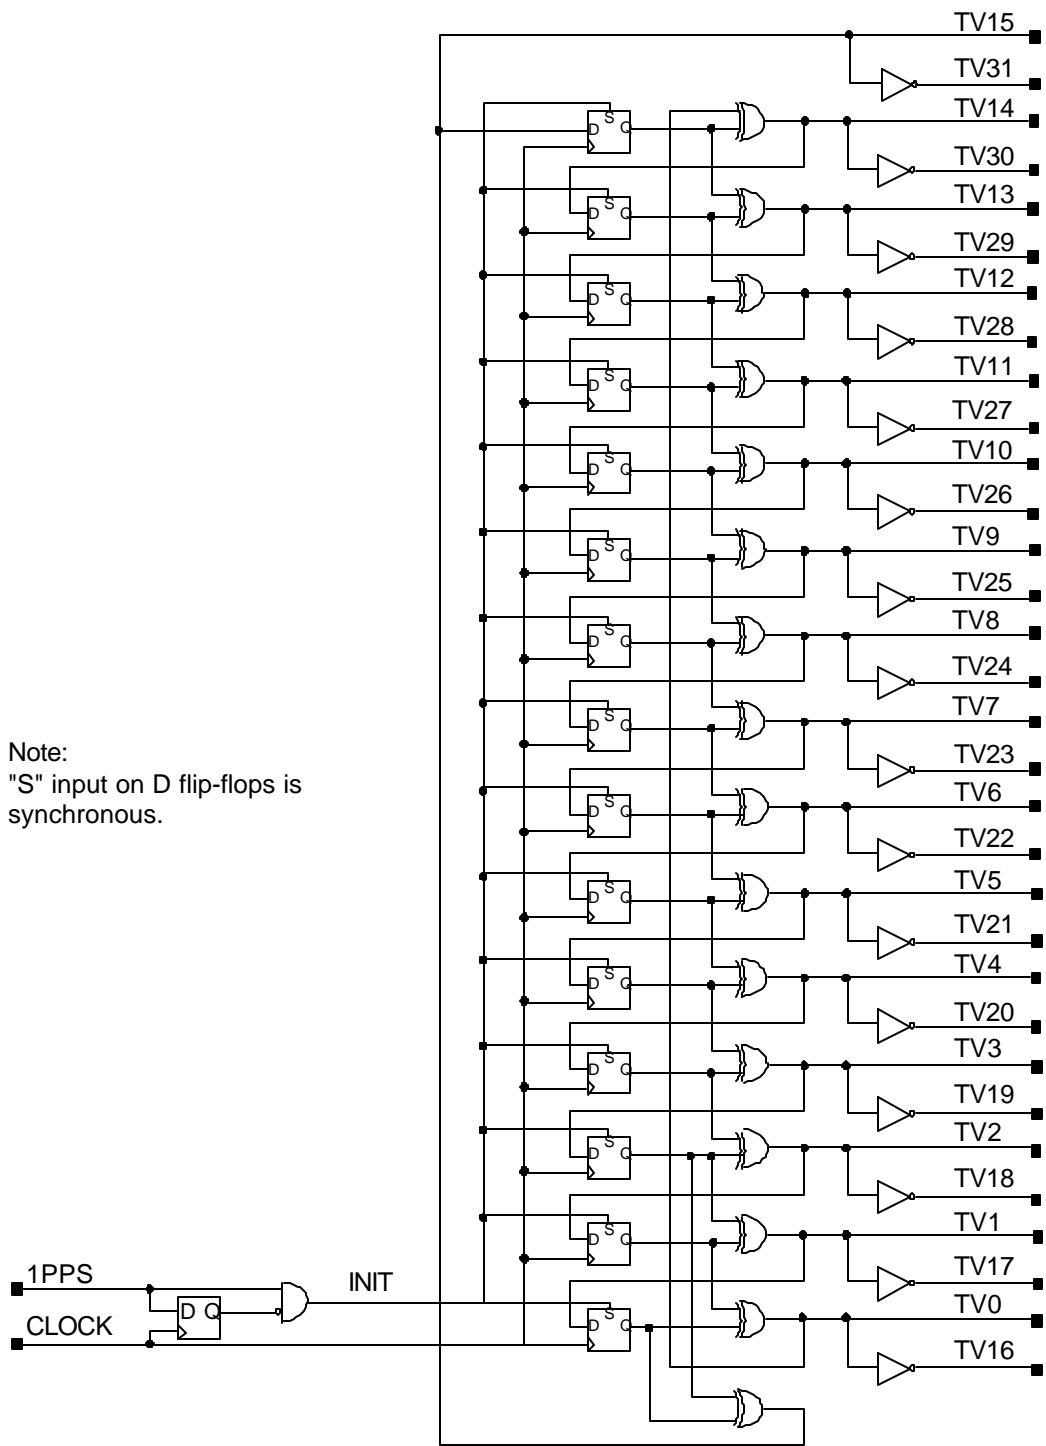 TV15
TV31
TV14
S
D Q
TV30
TV13
S
D Q
TV29
TV12
S
D Q
TV28
TV11
S
D Q
TV27
TV10
S
D Q
TV26
TV9
S
D Q
TV25
TV8
S
D Q
TV24
TV7
S
D Q
Note:
"S" input on D flip-flops is
synchronous.
TV23
TV6
S
D Q
TV22
TV5
S
D Q
TV21
TV4
S
D Q
TV20
TV3
S
D Q
TV19
TV2
S
D Q
TV18
TV1
S
D Q
TV17
1PPS
INIT
D Q
TV0
CLOCK
S
D Q
TV16